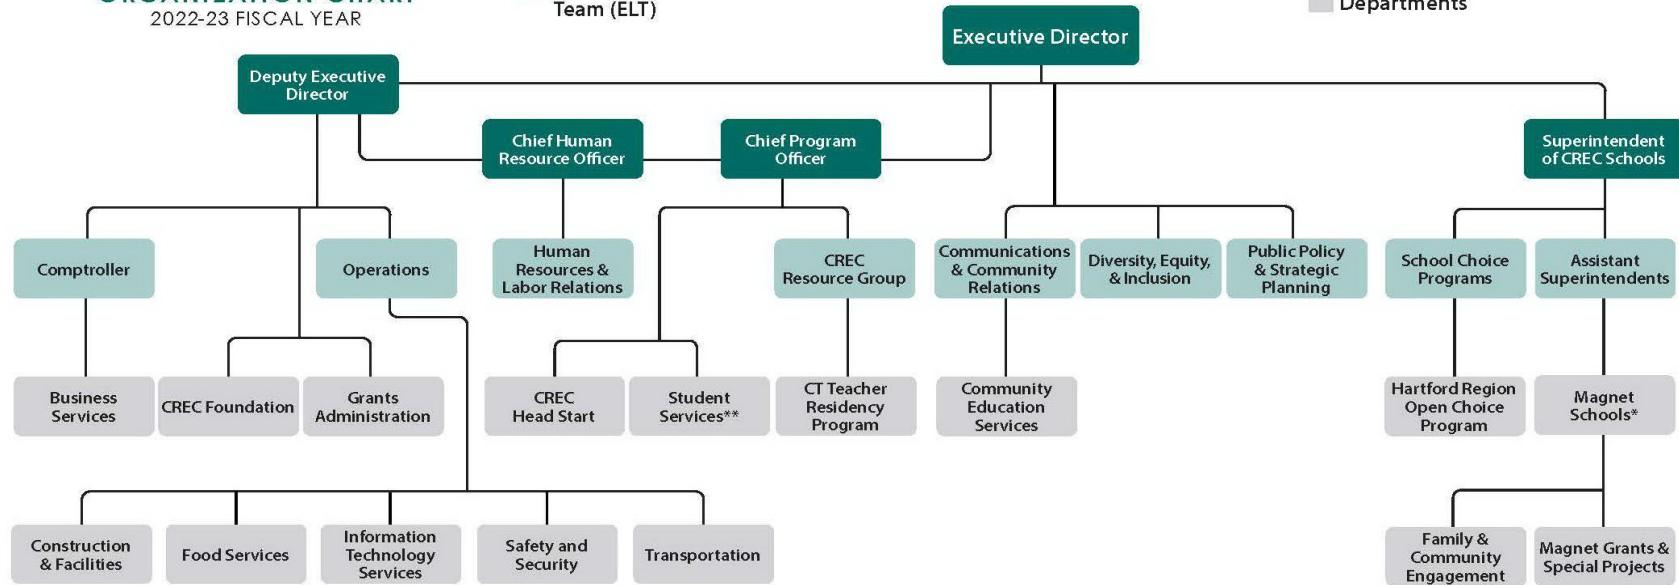 ORGANIZATION CHART
2022-23 FISCAL YEAR
Team (ELT)
Departments
Executive Director
Deputy Executive
Director
Chief Human
Resource Officer
Chief Program
Officer
Superintendent
of CREC Schools
Comptroller
Operations
Human
Resources &
Labor Relations
CREC
Resource Group
Communications
& Community
Relations
Diversity, Equity,
& Inclusion
Public Policy
& Strategic
Planning
School Choice
Programs
Assistant
Superintendents
Business
Services
CREC Foundation
Grants
Administration
CREC
Head Start
Student
Services**
CT Teacher
Residency
Program
Community
Education
Services
Hartford Region
Open Choice
Program
Magnet
Schools*
Construction
& Facilities
Food Services
Information
Technology
Services
Safety and
Security
Transportation
Family &
Community
Engagement
Magnet Grants &
Special Projects